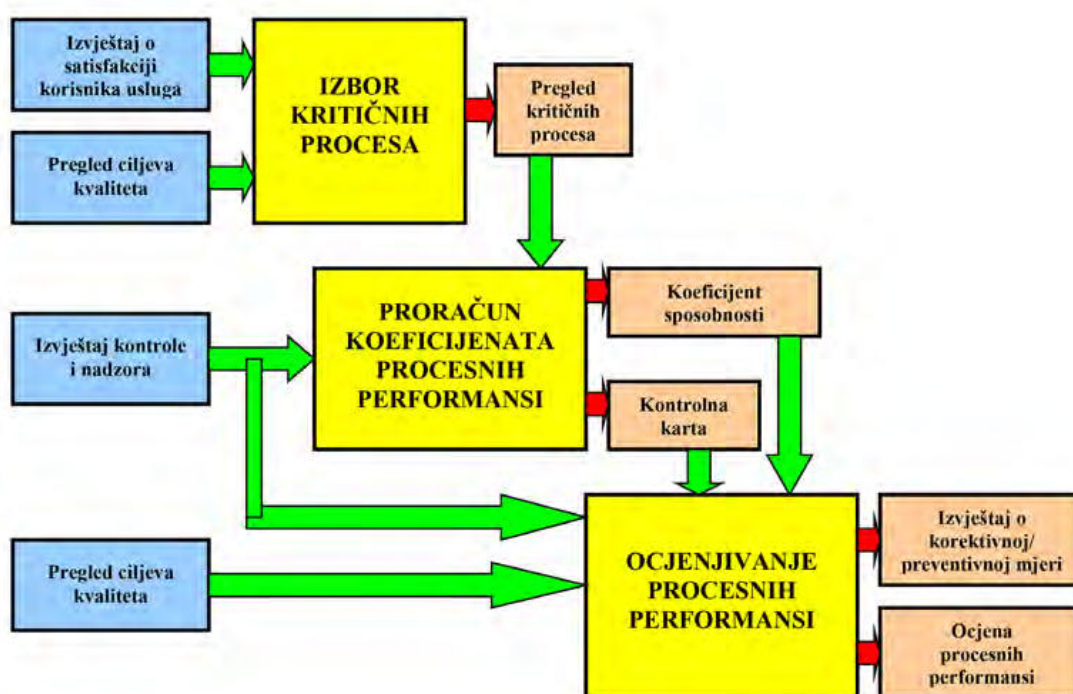 Izvještaj o
satisfakciji
korisnika usluga
IZBOR
KRITIČNIH
PROCESA
Pregled
kritičnih
procesa
Pregled ciljeva
kvaliteta
PRORAČUN
KOEFICIJENATA
PROCESNIH
PERFORMANSI
Koeficijent
sposobnosti
Izvještaj kontrole
i nadzora
Kontrolna
karta
Pregled ciljeva
kvaliteta
OCJENJIVANJE
PROCESNIH
PERFORMANSI
Izvještaj o
korektivnoj/
preventivnoj mjeri
Ocjena
procesnih
performansi